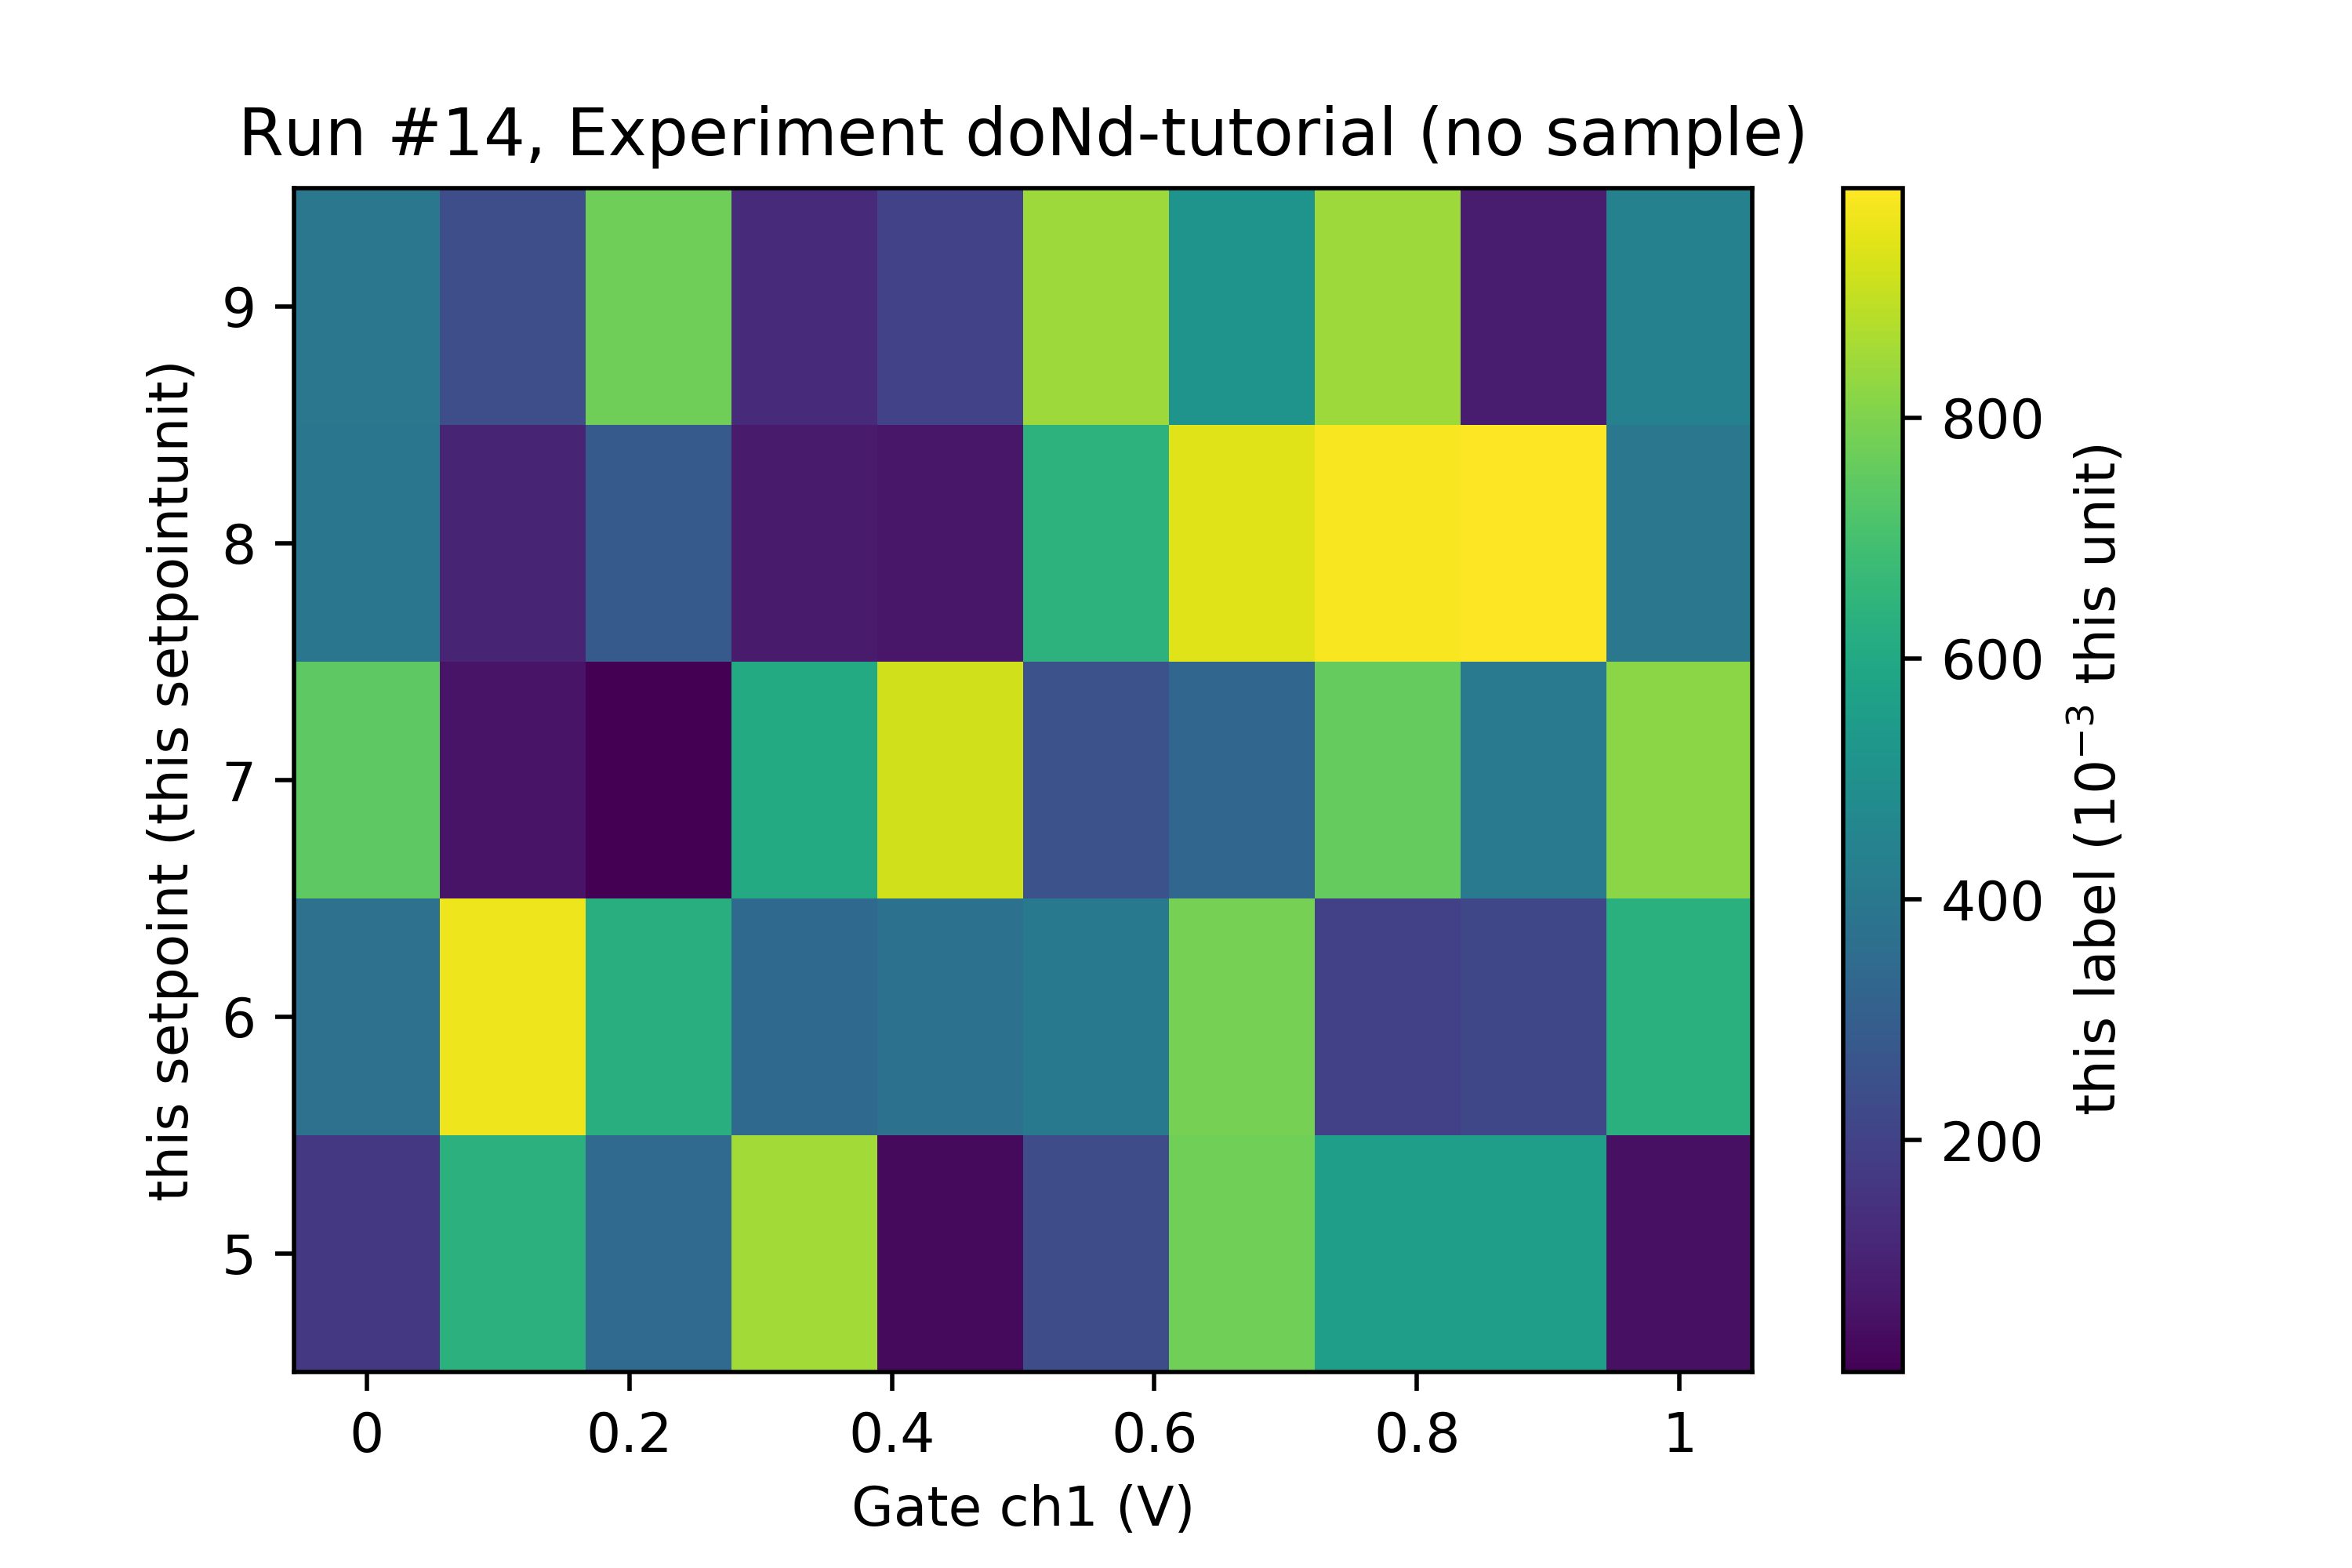 Run #14, Experiment doNd-tutorial (no sample)
this setpoint (this setpointunit)
9
8
7
6
5
0 0.2 0.4 0.6 0.8 1
Gate ch1 (V)
800
600
400
200
this label (10⁻³ this unit)